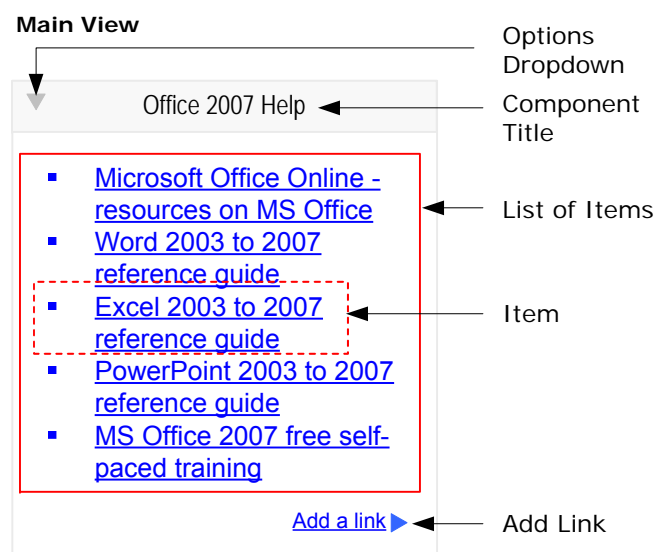 Main View
Options
Dropdown
Office 2007 Help
Component
Title
Microsoft Office Online -
resources on MS Office
List of Items
Word 2003 to 2007
reference guide
Excel 2003 to 2007
reference guide
Item
PowerPoint 2003 to 2007
reference guide
MS Office 2007 free self-
paced training
Add a link
Add Link